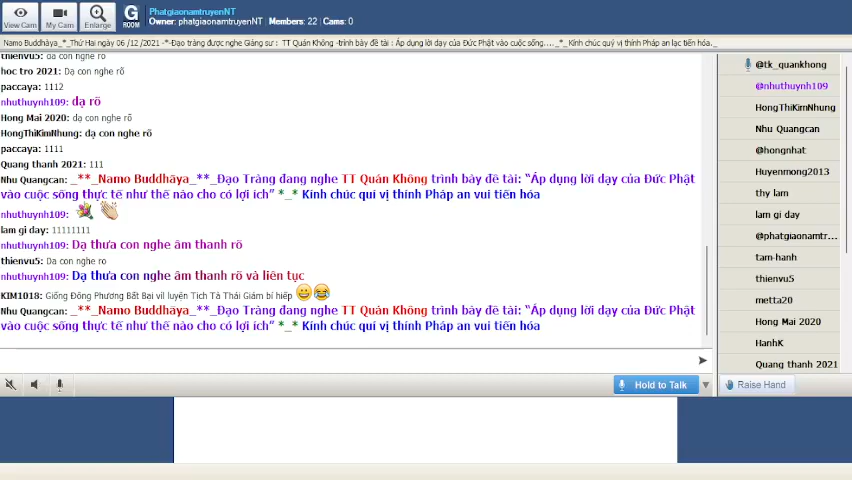 PhatgiaonamtruyenNT
Owner: phatgiaonamtruyenNT | Members: 22 | Cams: 0
View Cam
My Cam
Enlarge
G
ROOM
Namo Buddhāya_*_Thứ Hai ngày 06 /12 /2021 -*-Đạo tràng được nghe Giảng sư : TT Quán Không -trình bày đề tài : Áp dụng lời dạy của Đức Phật vào cuộc sống...._*_ Kính chúc quý vị thính Pháp an lạc tiến hóa._
thienvu5: dạ con nghe rõ
hoc tro 2021: Dạ con nghe rõ
paccaya: 1112
nhuthuynh109: dạ rõ
Hong Mai 2020: dạ con nghe rõ
HongThiKimNhung: dạ con nghe rõ
paccaya: 1111
Quang thanh 2021: 111
Nhu Quangcan: _**_Namo Buddhāya_**_Đạo Tràng đang nghe TT Quán Không trình bày đề tài: “Áp dụng lời dạy của Đức Phật
vào cuộc sống thực tế như thế nào cho có lợi ích” *_* Kính chúc quí vị thính Pháp an vui tiến hóa
nhuthuynh109:
lam gi day: 11111111
nhuthuynh109: Dạ thưa con nghe âm thanh rõ
thienvu5: Da con nghe ro
nhuthuynh109: Dạ thưa con nghe âm thanh rõ và liên tục
KIM1018: Giống Đông Phương Bất Bại vìl luyện Tịch Tà Thái Giám bí hiếp
Nhu Quangcan: _**_Namo Buddhāya_**_Đạo Tràng đang nghe TT Quán Không trình bày đề tài: “Áp dụng lời dạy của Đức Phật
vào cuộc sống thực tế như thế nào cho có lợi ích” *_* Kính chúc quí vị thính Pháp an vui tiến hóa
Hold to Talk
@tk_quankhong
@nhuthuynh109
HongThiKimNhung
Nhu Quangcan
@hongnhat
Huyenmong2013
thy lam
lam gi day
@phatgiaonamtr...
tam-hanh
thienvu5
metta20
Hong Mai 2020
HanhK
Quang thanh 2021
Raise Hand